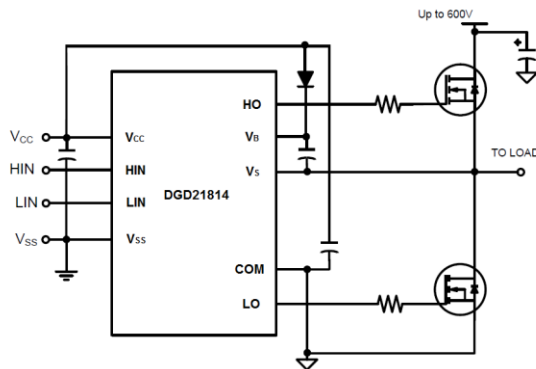 Up to 600V
+
HO
VCC
VCC
VB
TO LOAD
HIN
HIN
VS
LIN
LIN
DGD21814
VSS
VSS
COM
LO